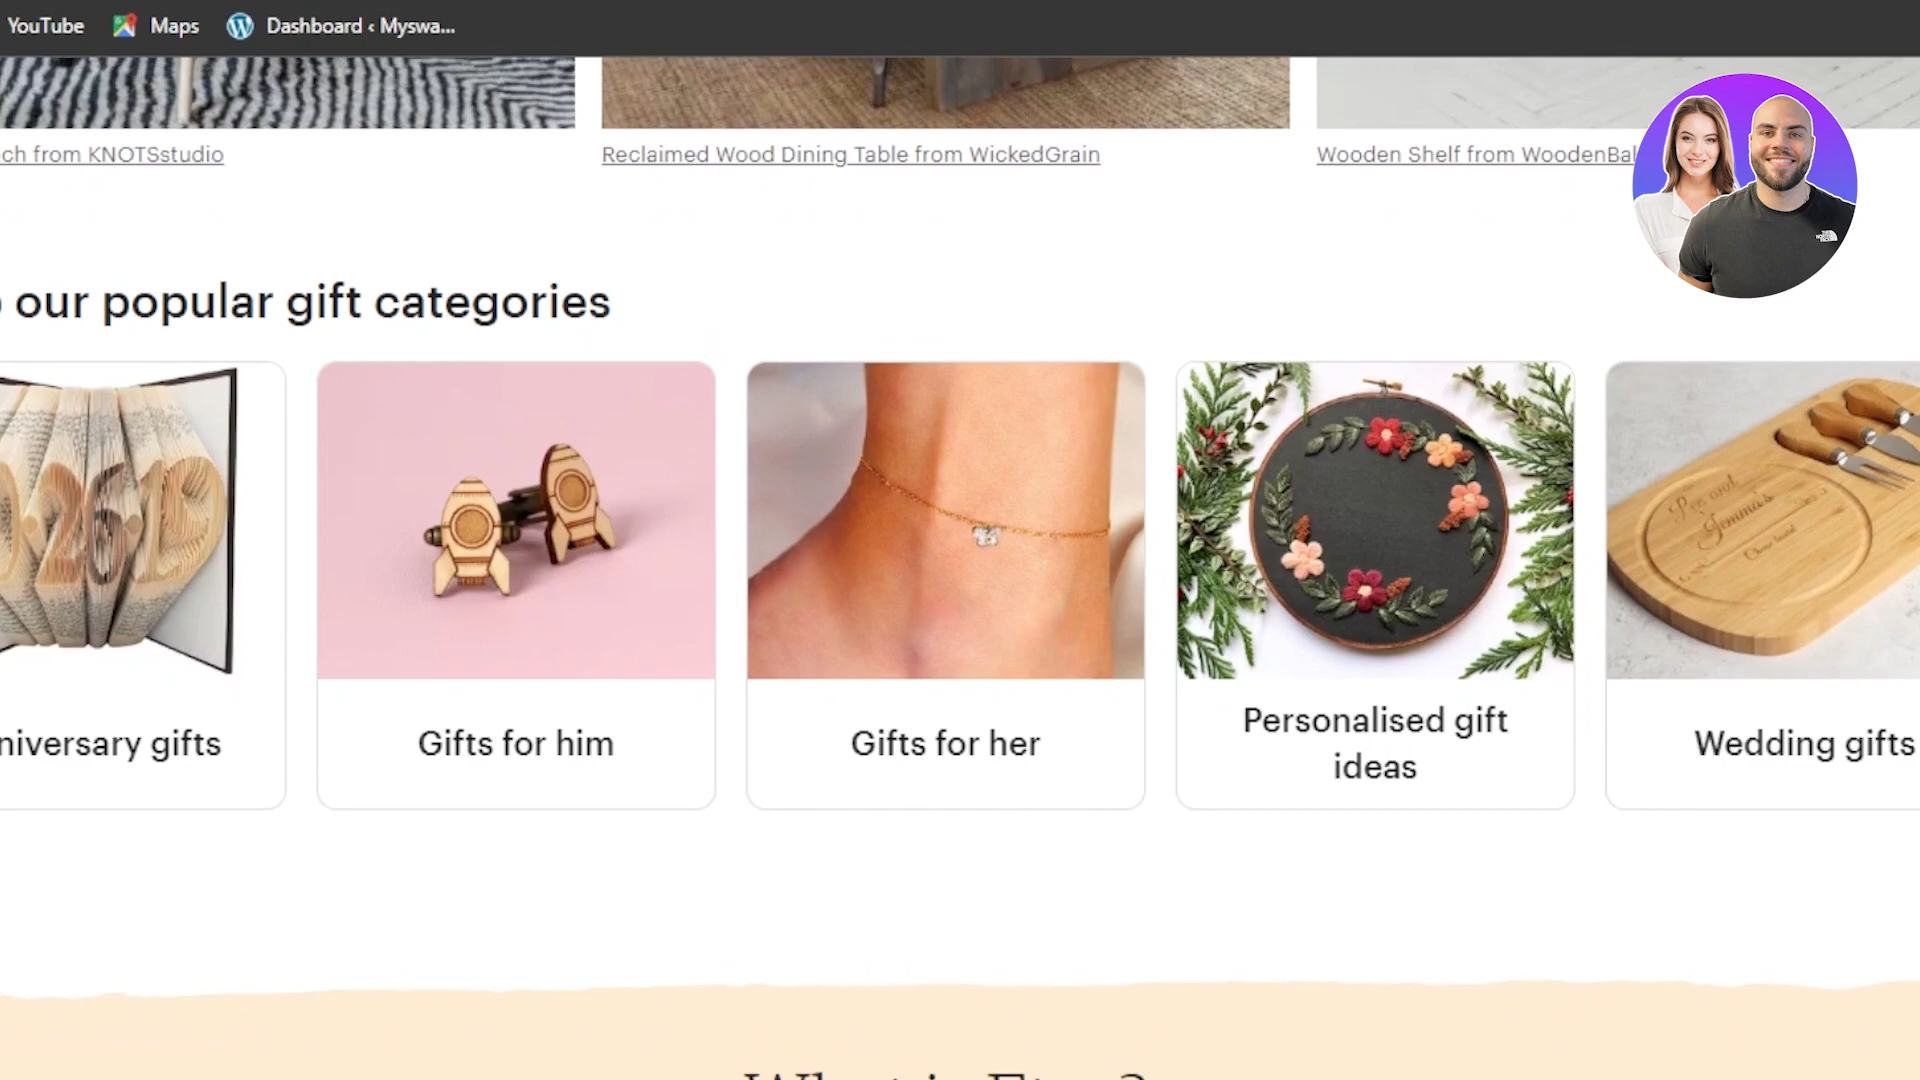 YouTube
Maps
Dashboard ‹ Myswa...
ch from KNOTSstudio
Reclaimed Wood Dining Table from WickedGrain
Wooden Shelf from WoodenBal
our popular gift categories
niversary gifts
Gifts for him
Gifts for her
Personalised gift
ideas
Wedding gifts